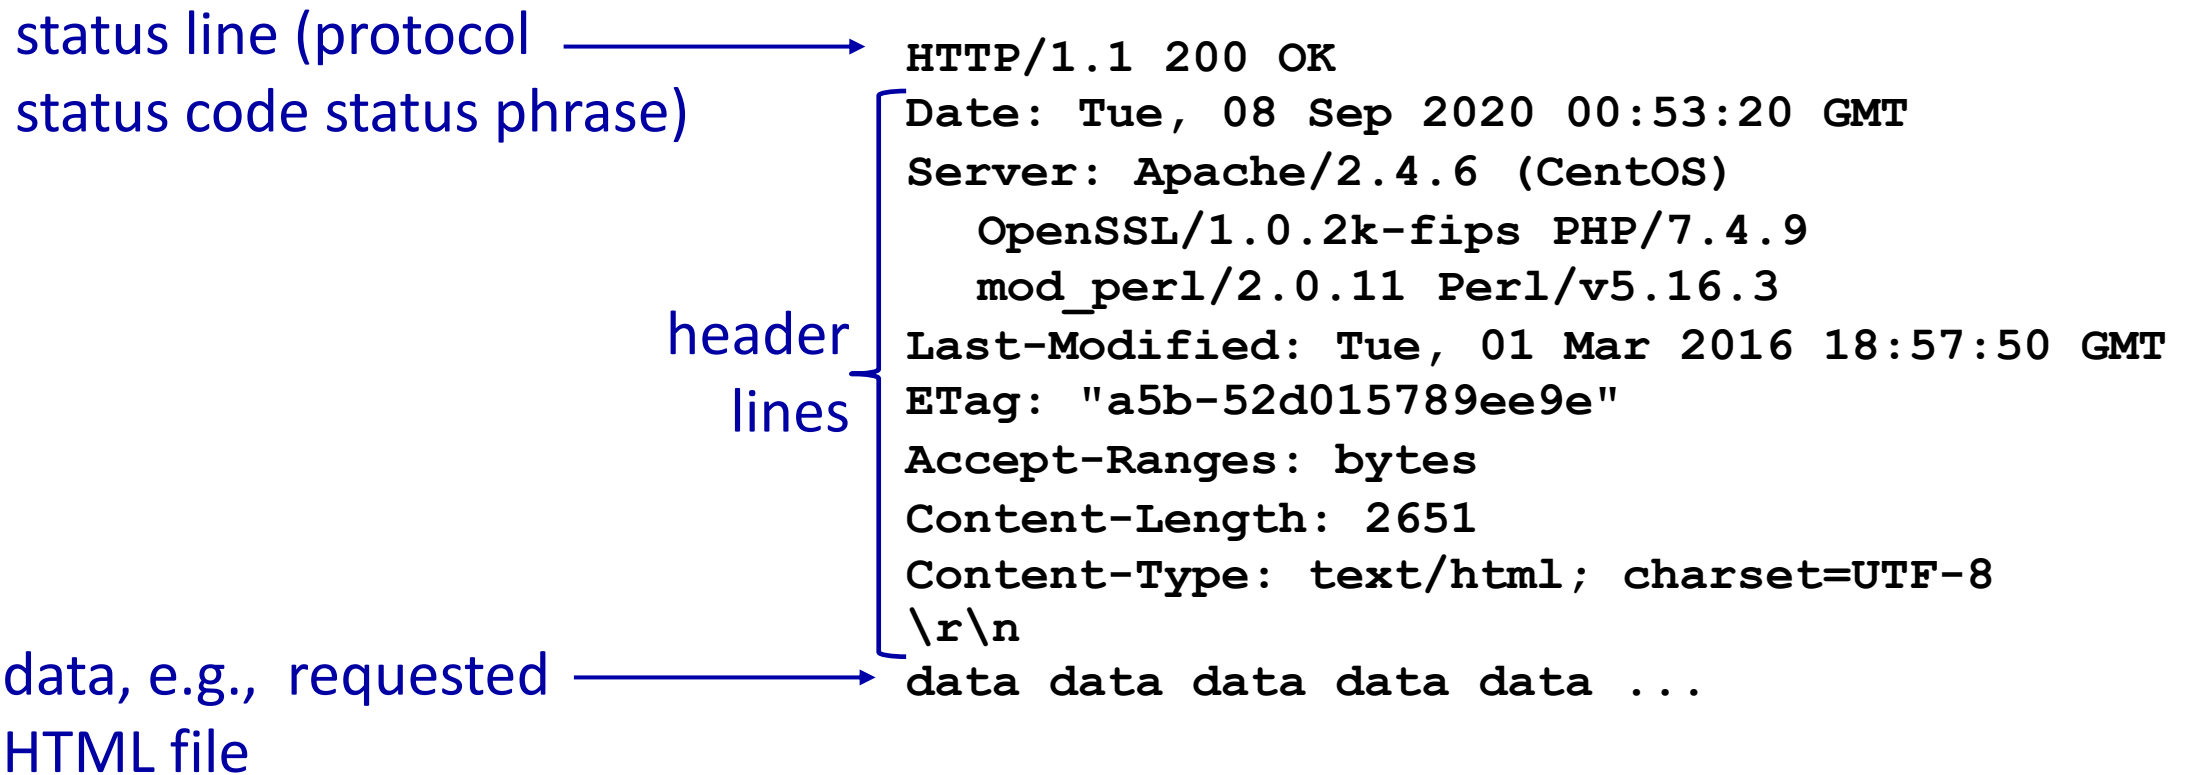 status line (protocol
status code status phrase)
HTTP/1.1 200 OK
Date: Tue, 08 Sep 2020 00:53:20 GMT
Server: Apache/2.4.6 (CentOS)
OpenSSL/1.0.2k-fips PHP/7.4.9
mod_perl/2.0.11 Perl/v5.16.3
header
lines
Last-Modified: Tue, 01 Mar 2016 18:57:50 GMT
ETag: "a5b-52d015789ee9e"
Accept-Ranges: bytes
Content-Length: 2651
Content-Type: text/html; charset=UTF-8
\r\n
data, e.g., requested
HTML file
data data data data data ...